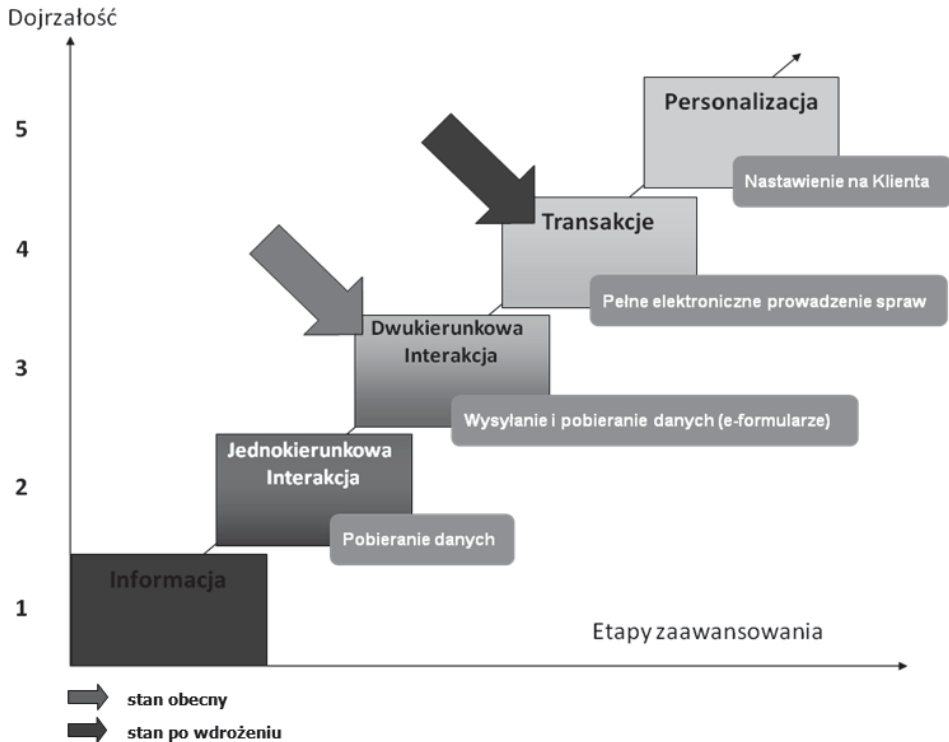 Dojrzałość
5
Personalizacja
Nastawienie na Klienta
4
Transakcje
Pełne elektroniczne prowadzenie spraw
3
Dwukierunkowa
Interakcja
Wysyłanie i pobieranie danych (e-formularze)
2
Jednokierunkowa
Interakcja
Pobieranie danych
1
Informacja
Etapy zaawansowania
stan obecny
stan po wdrożeniu